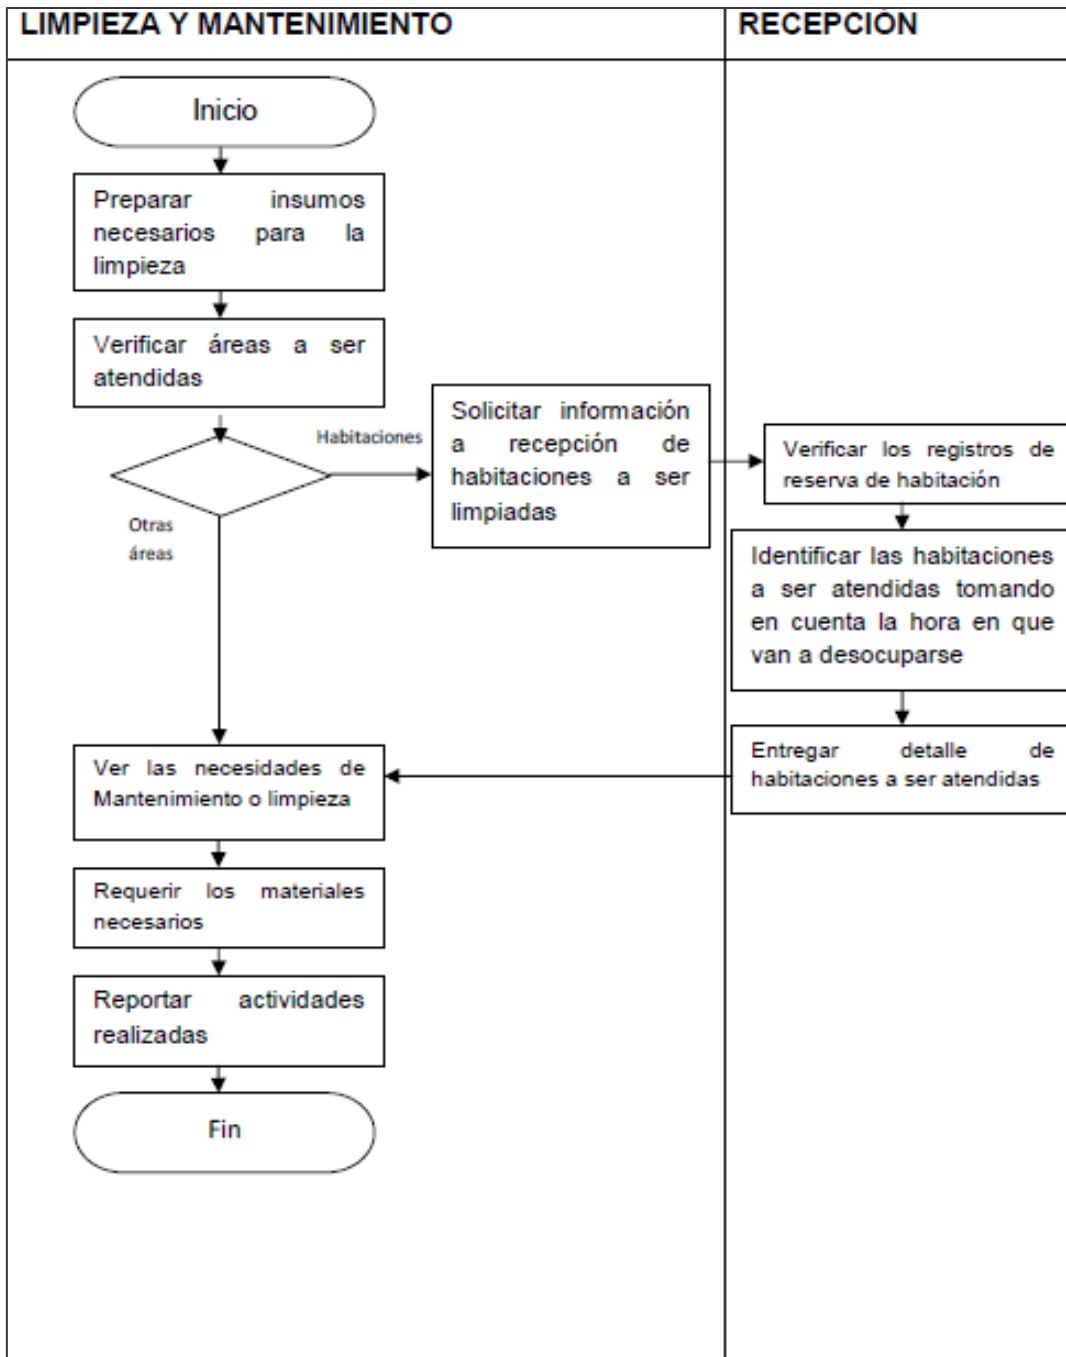 LIMPIEZA Y MANTENIMIENTO
RECEPCIÓN
Inicio
Preparar insumos
necesarios para la
limpieza
Verificar áreas a ser
atendidas
Habitaciones
Otras
áreas
Solicitar información
a recepción de
habitaciones a ser
limpiadas
Verificar los registros de
reserva de habitación
Identificar las habitaciones
a ser atendidas tomando
en cuenta la hora en que
van a desocuparse
Entregar detalle de
habitaciones a ser atendidas
Ver las necesidades de
Mantenimiento o limpieza
Requerir los materiales
necesarios
Reportar actividades
realizadas
Fin